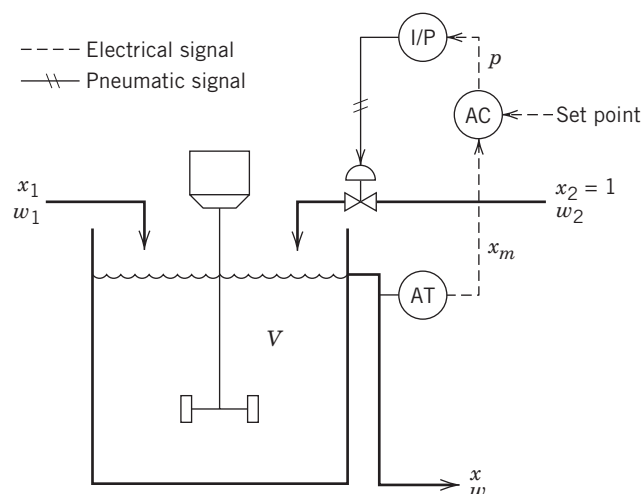 Electrical signal
Pneumatic signal
I/P
p
AC
Set point
x₁
w₁
x₂ = 1
w₂
xₘ
AT
V
x
w